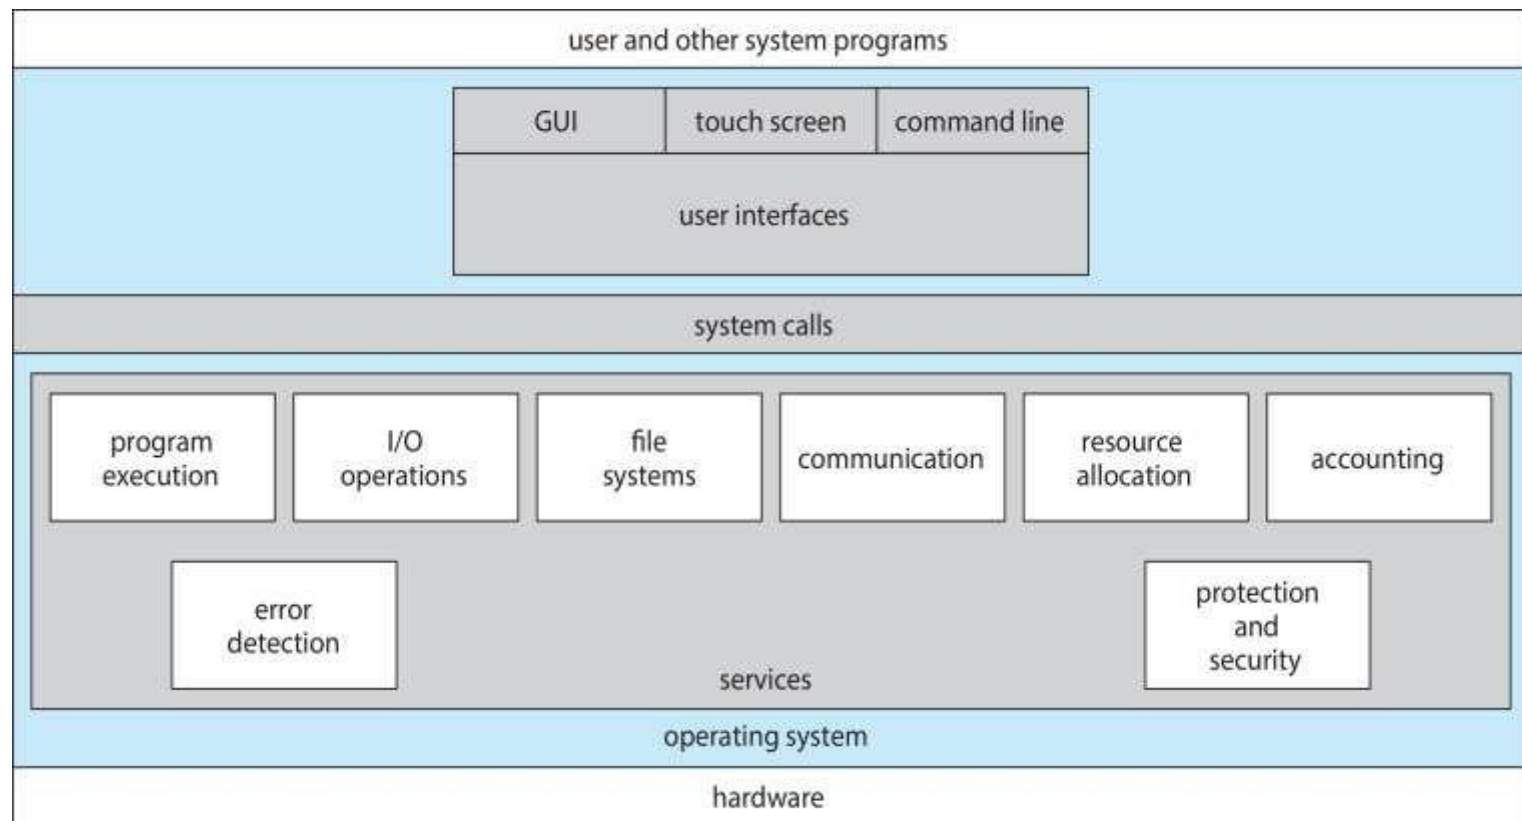 user and other system programs
GUI
touch screen
command line
user interfaces
system calls
program
execution
I/O
operations
file
systems
communication
resource
allocation
accounting
error
detection
protection
and
security
services
operating system
hardware